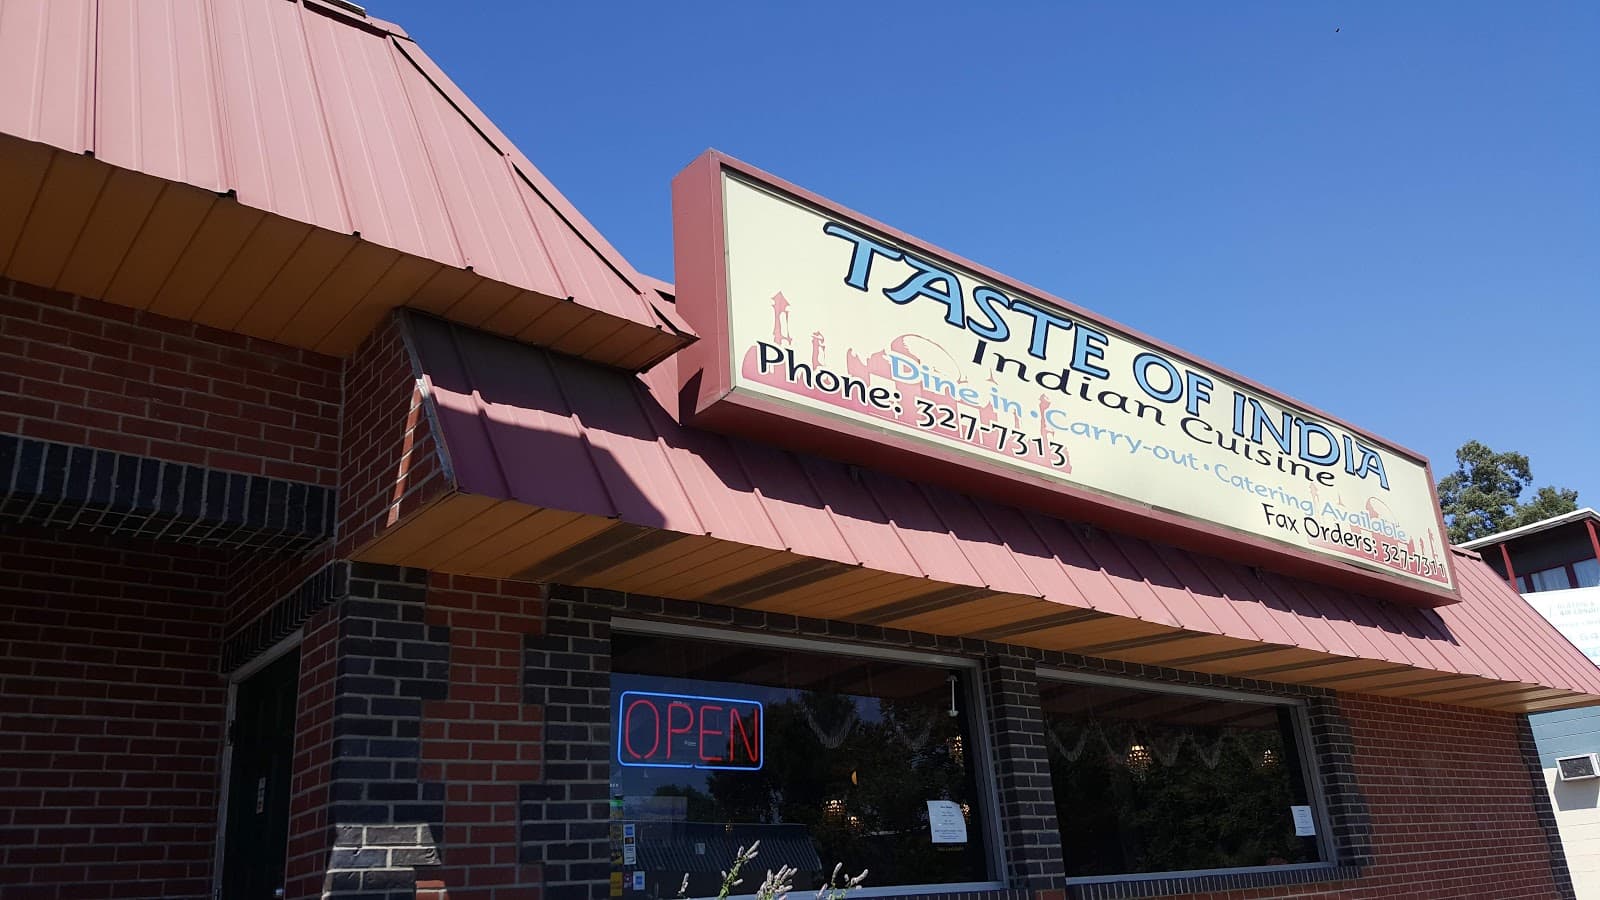 TASTE OF INDIA
Indian Cuisine
Dine in • Carry-out • Catering Available
Phone: 327-7313
Fax Orders: 327-7311
OPEN